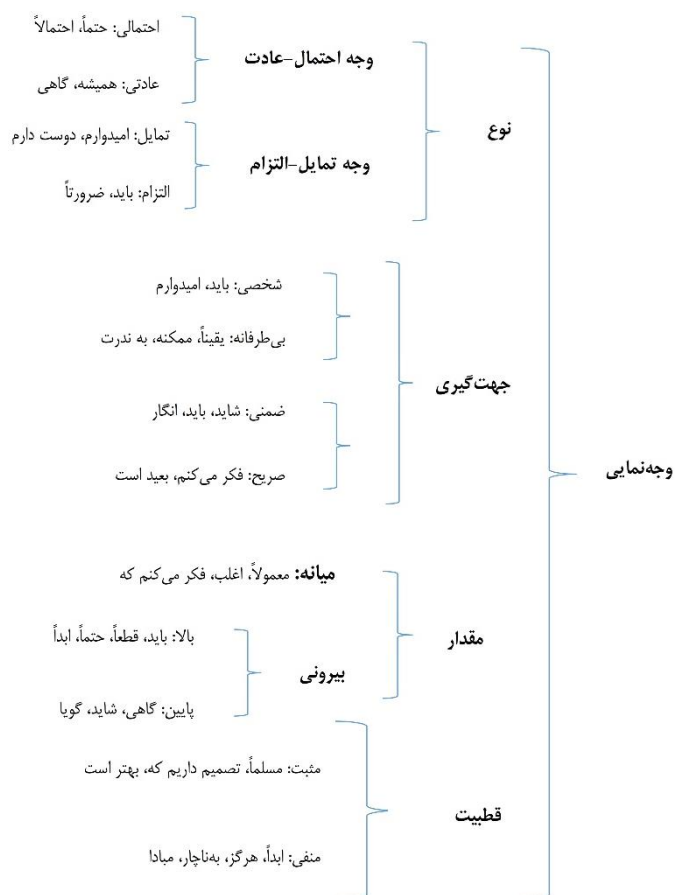 احتمالی: حتماً، احتمالاً
وجه احتمال-عادت
عادتی: همیشه، گاهی
نوع
تمایل: امیدوارم، دوست دارم
وجه تمایل-التزام
التزام: باید، ضرورتاً
شخصی: باید، امیدوارم
بی‌طرفانه: یقیناً، ممکنه، به ندرت
جهت‌گیری
ضمنی: شاید، باید، انگار
صریح: فکر می‌کنم، بعید است
وجه‌نمایی
میانه: معمولاً، اغلب، فکر می‌کنم که
مقدار
بالا: باید، قطعاً، حتماً، ابداً
بیرونی
پایین: گاهی، شاید، گویا
مثبت: مسلماً، تصمیم داریم که، بهتر است
قطبیت
منفی: ابداً، هرگز، به‌ناچار، مبادا